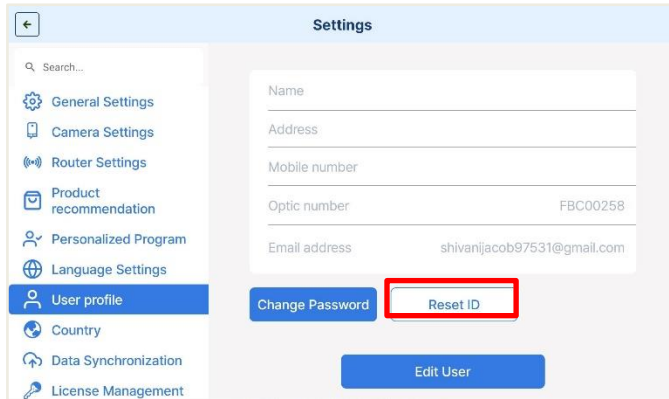 Settings
Search...
General Settings
Camera Settings
Router Settings
Product
recommendation
Personalized Program
Language Settings
User profile
Country
Data Synchronization
License Management
Name
Address
Mobile number
Optic number FBC00258
Email address shivanijacob97531@gmail.com
Change Password Reset ID
Edit User